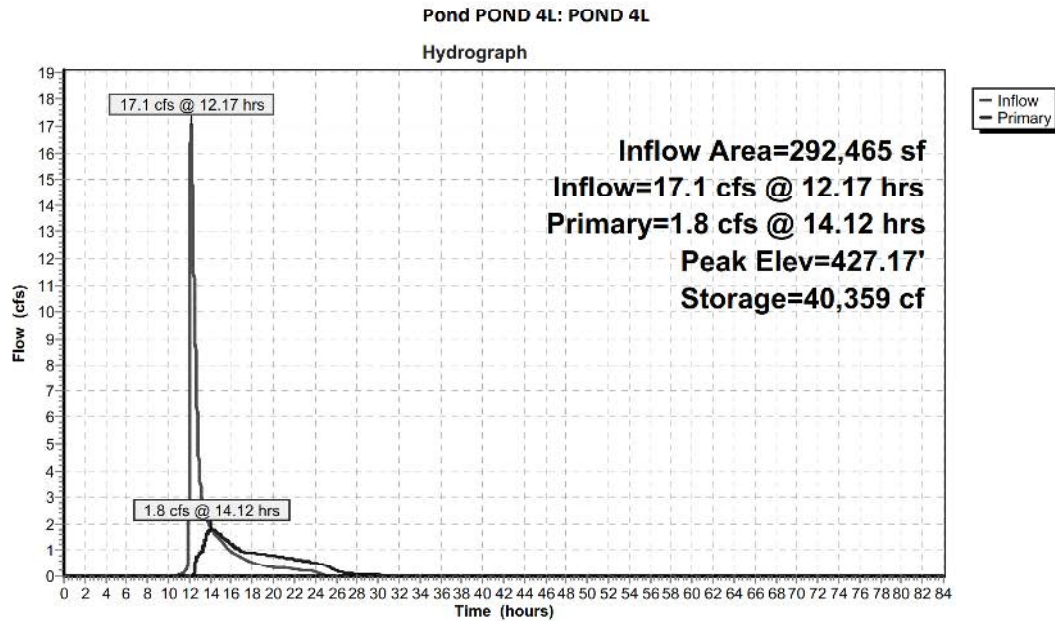 Pond POND 4L: POND 4L
Hydrograph
19
18
17
16
15
14
13
12
11
10
9
8
7
6
5
4
3
2
1
0
Flow (cfs)
17.1 cfs @ 12.17 hrs
1.8 cfs @ 14.12 hrs
Inflow Area=292,465 sf
Inflow=17.1 cfs @ 12.17 hrs
Primary=1.8 cfs @ 14.12 hrs
Peak Elev=427.17'
Storage=40,359 cf
Inflow
Primary
0 2 4 6 8 10 12 14 16 18 20 22 24 26 28 30 32 34 36 38 40 42 44 46 48 50 52 54 56 58 60 62 64 66 68 70 72 74 76 78 80 82 84
Time (hours)